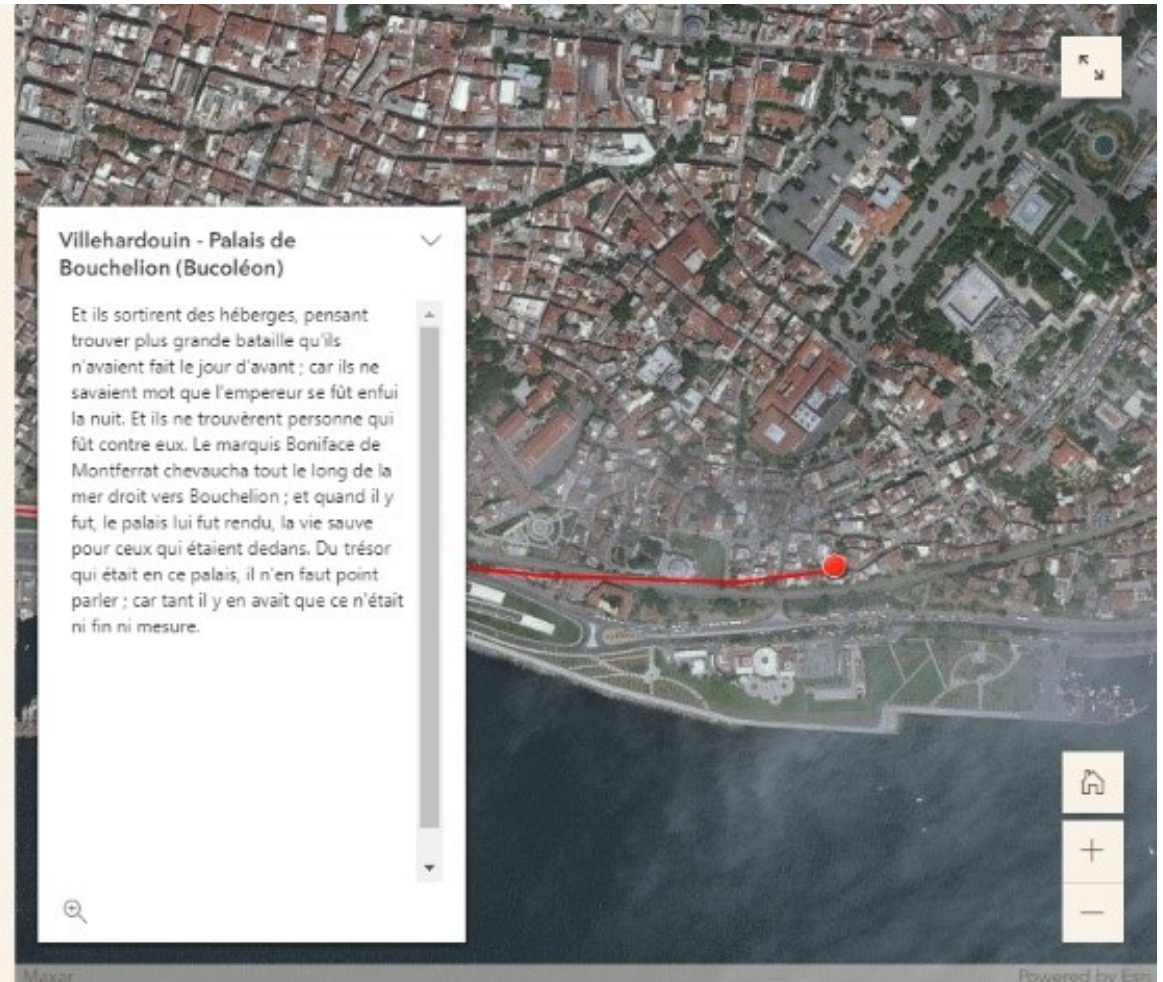 Villehardouin - Palais de
Bouchelion (Bucoléon)
Et ils sortirent des héberges, pensant
trouver plus grande bataille qu'ils
n'avaient fait le jour d'avant ; car ils ne
savaient mot que l'empereur se fût enfui
la nuit. Et ils ne trouvèrent personne qui
fût contre eux. Le marquis Boniface de
Montferrat chevaucha tout le long de la
mer droit vers Bouchelion ; et quand il y
fut, le palais lui fut rendu, la vie sauve
pour ceux qui étaient dedans. Du trésor
qui était en ce palais, il n'en faut point
parler ; car tant il y en avait que ce n'était
ni fin ni mesure.
Maxar
Powered by Esri